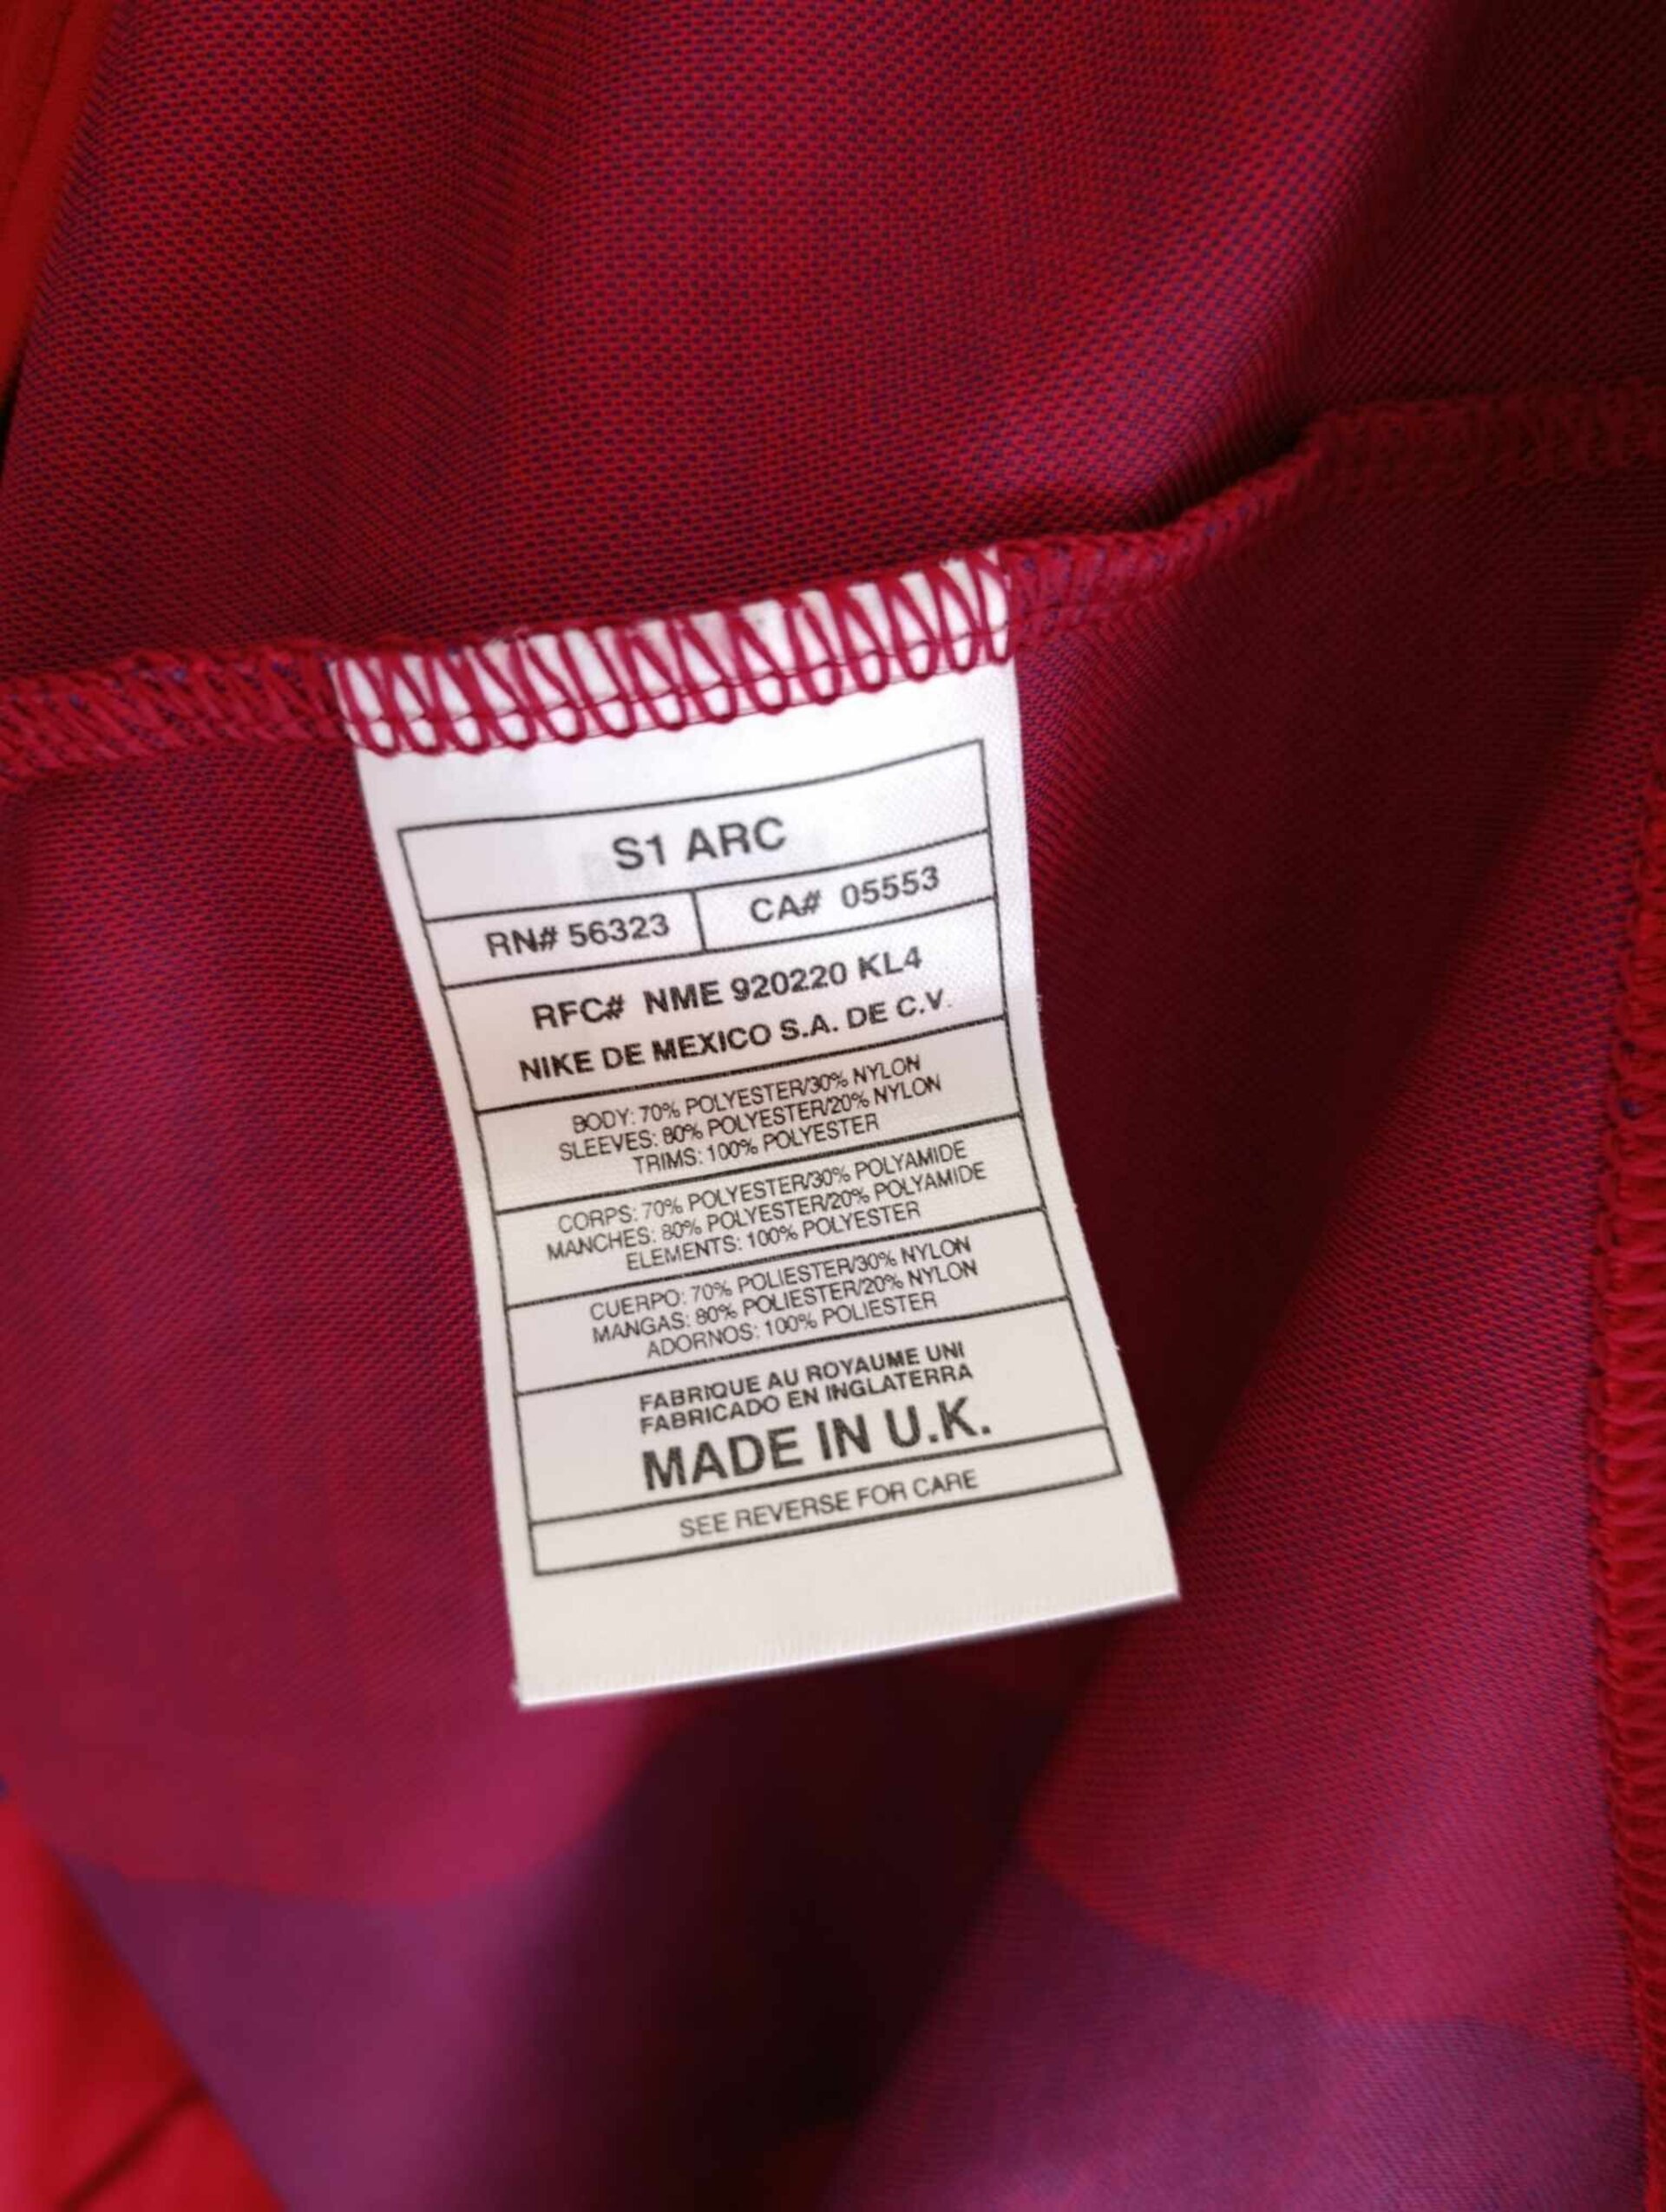 S1 ARC
RN# 56323 CA# 05553
RFC# NME 920220 KL4
NIKE DE MEXICO S.A. DE C.V.
BODY: 70% POLYESTER/30% NYLON
SLEEVES: 80% POLYESTER/20% NYLON
TRIMS: 100% POLYESTER
CORPS: 70% POLYESTER/30% POLYAMIDE
MANCHES: 80% POLYESTER/20% POLYAMIDE
ELEMENTS: 100% POLYESTER
CUERPO: 70% POLIESTER/30% NYLON
MANGAS: 80% POLIESTER/20% NYLON
ADORNOS: 100% POLIESTER
FABRIQUE AU ROYAUME UNI
FABRICADO EN INGLATERRA
MADE IN U.K.
SEE REVERSE FOR CARE